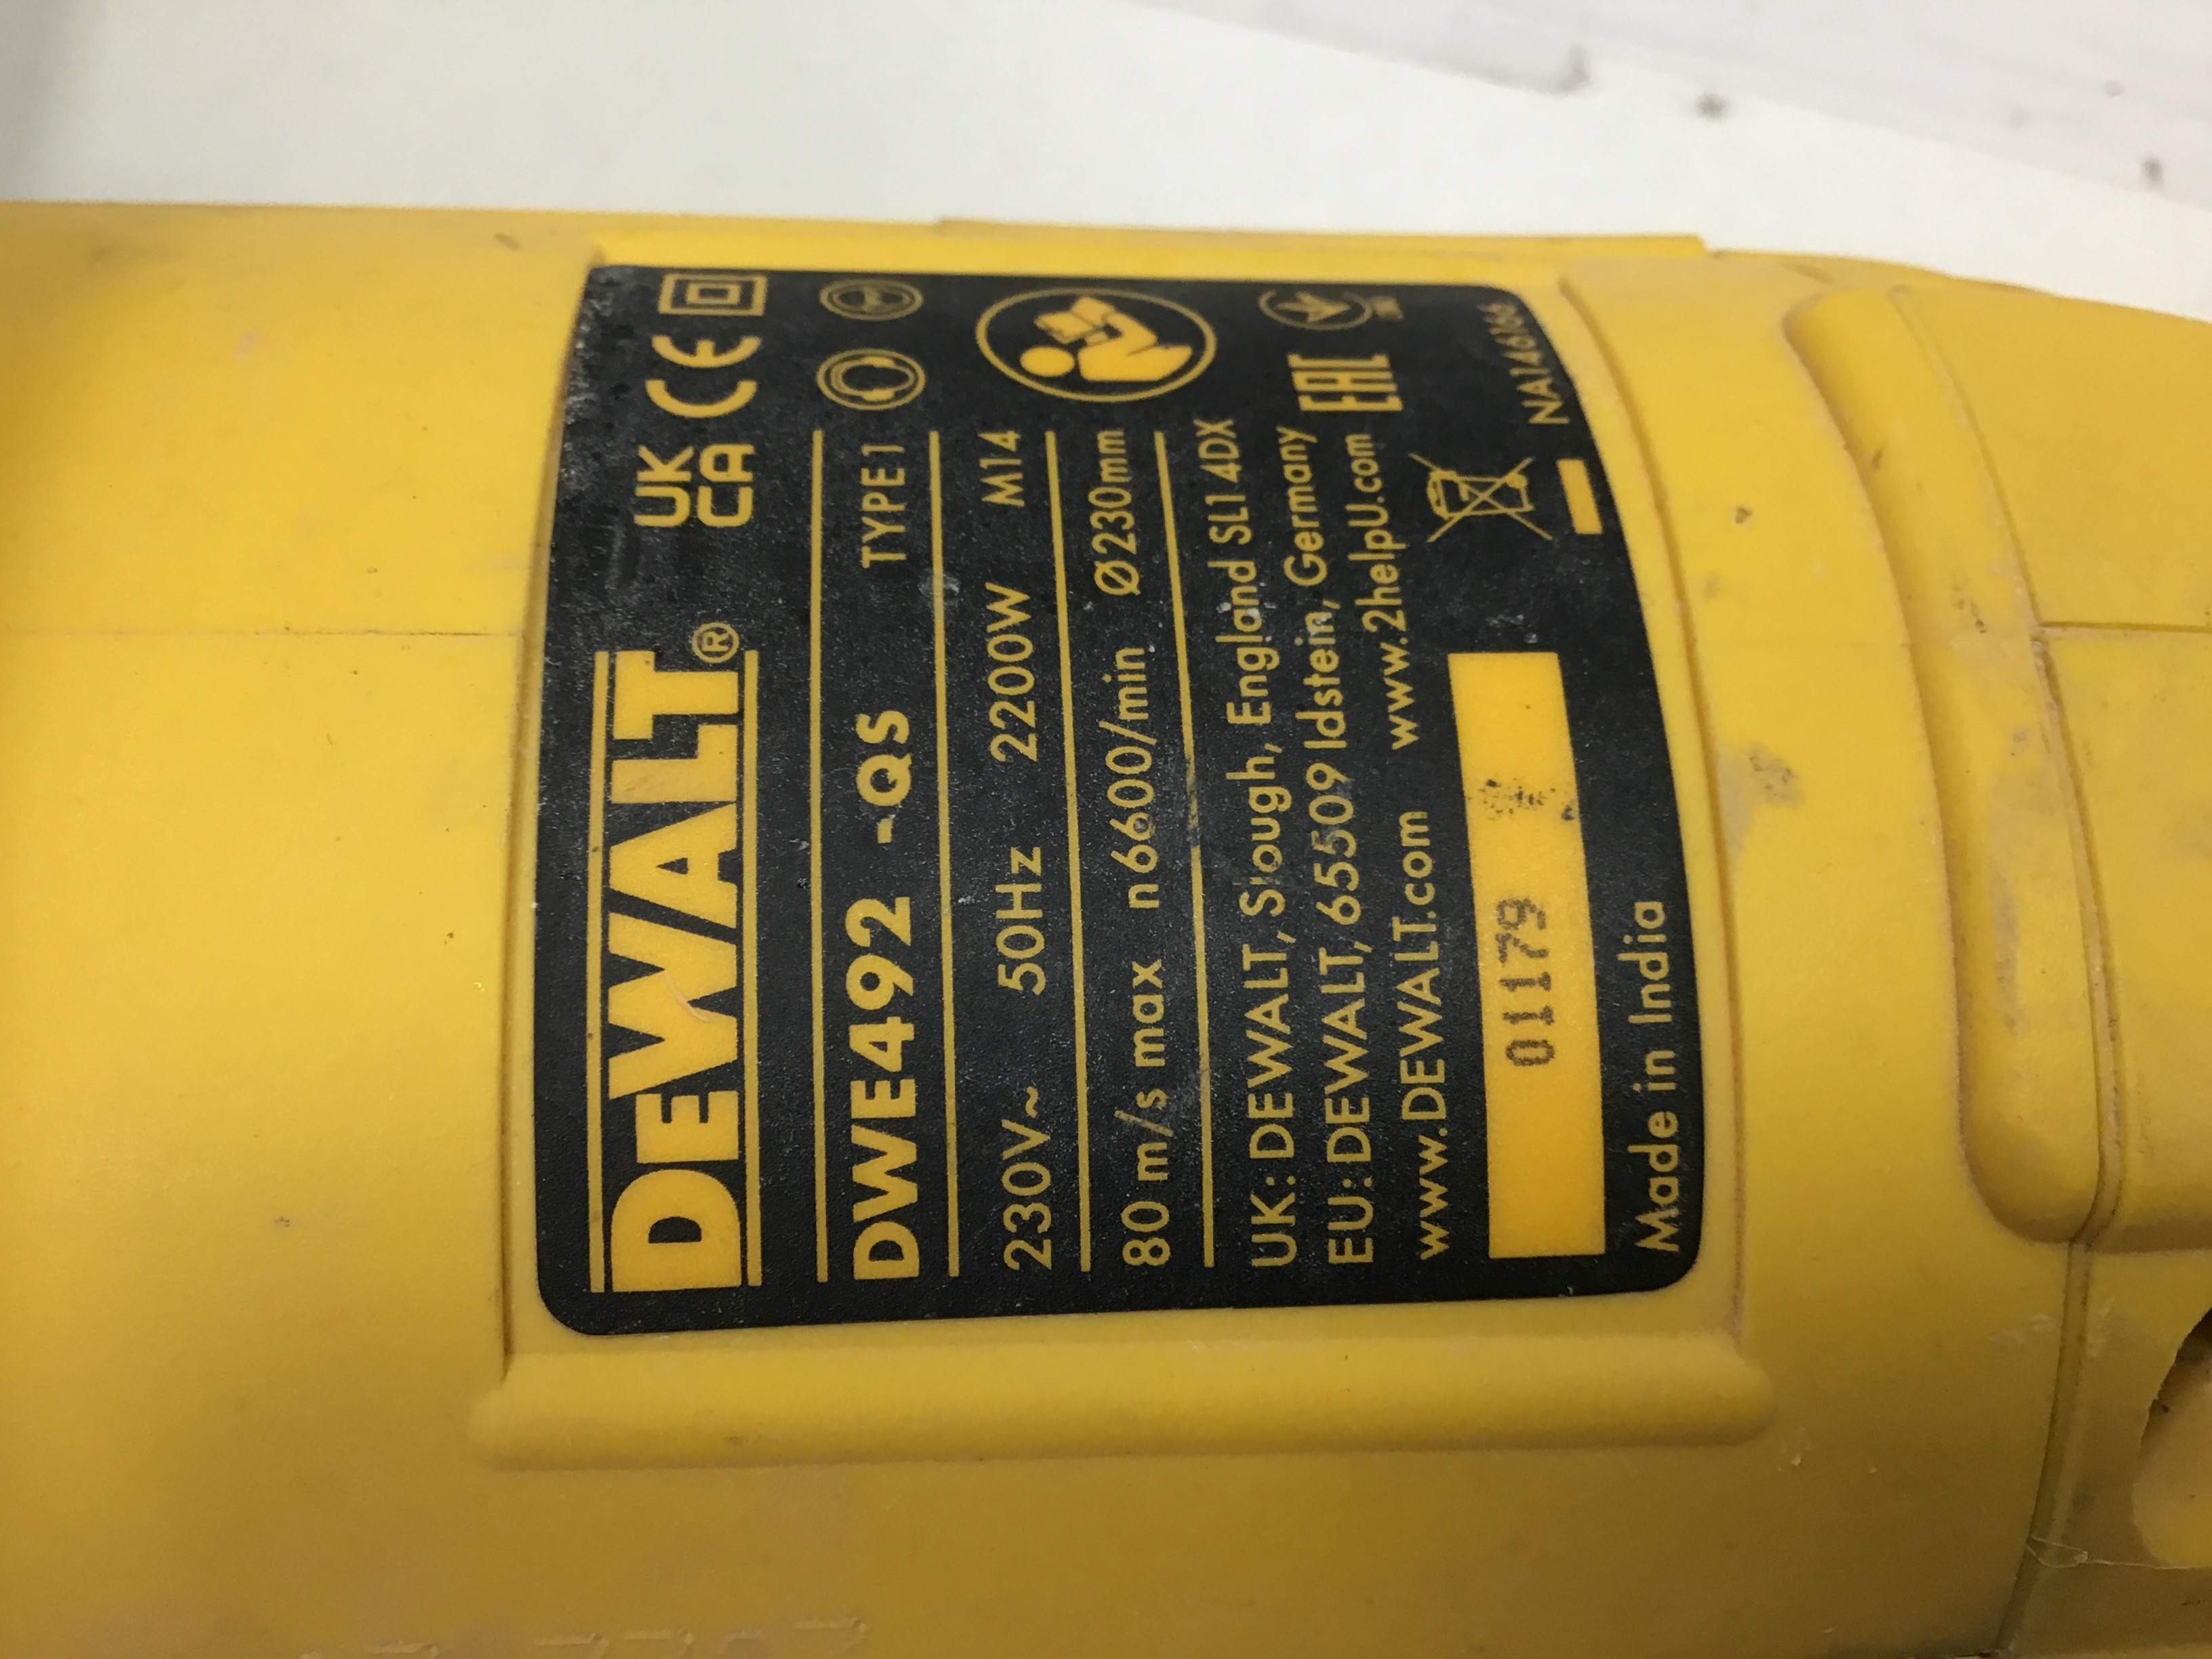 DEWALT®
UK CA CE
DWE492 -QS TYPE 1
230V~ 50Hz 2200W M14
80 m/s max n6600/min Ø230mm
UK: DEWALT, Slough, England SL1 4DX
EU: DEWALT, 65509 Idstein, Germany
www.DEWALT.com www.2helpU.com
EAC
01179
Made in India
NA146166